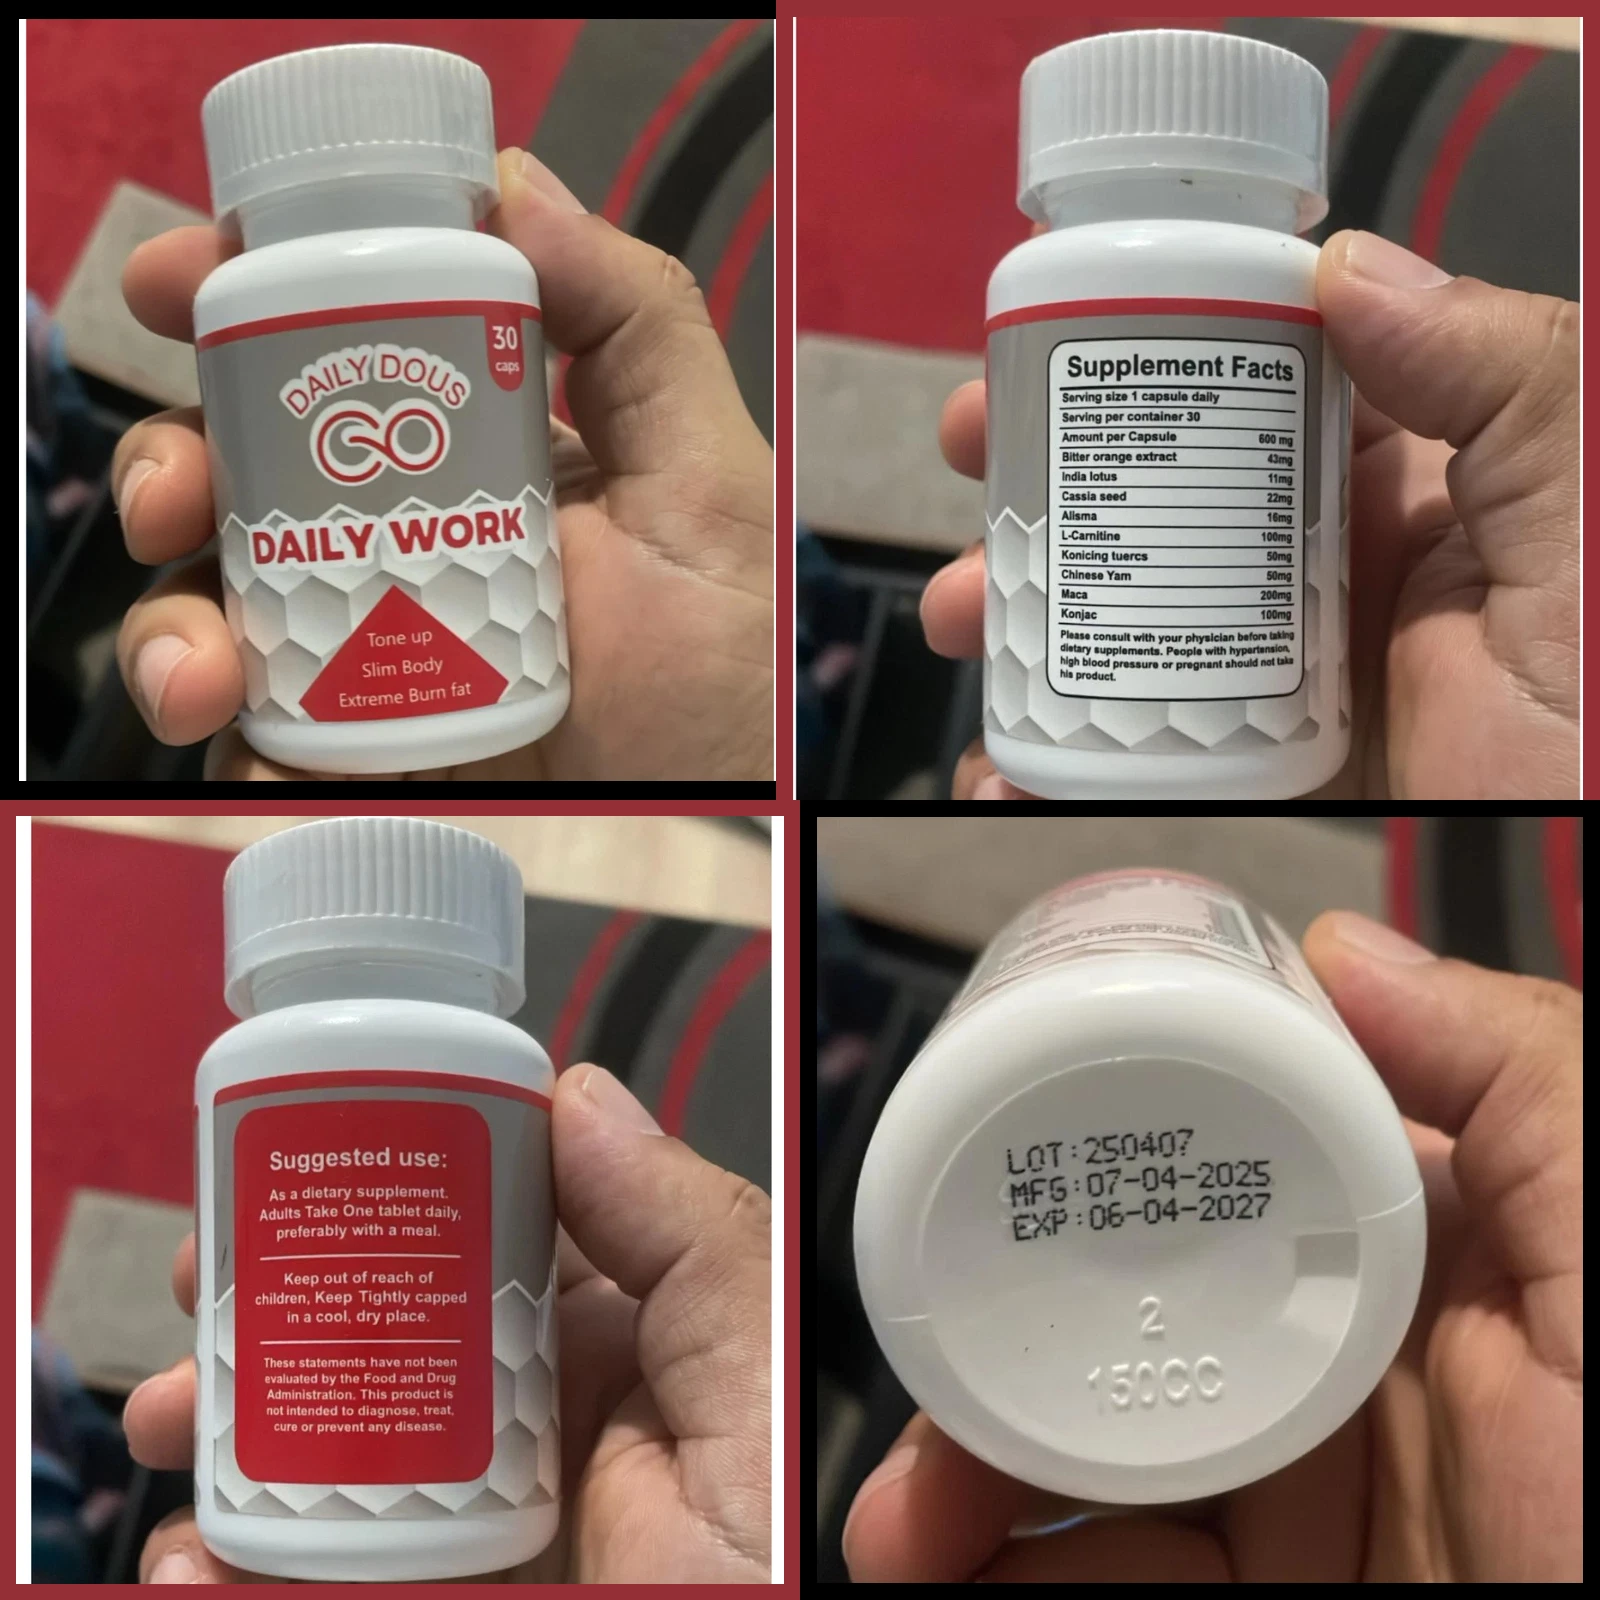 DAILY DOUS
GO
30
caps
DAILY WORK
Tone up
Slim Body
Extreme Burn fat
Supplement Facts
Serving size 1 capsule daily
Serving per container 30
Amount per Capsule 600 mg
Bitter orange extract 43mg
India lotus 11mg
Cassia seed 22mg
Alisma 16mg
L-Carnitine 100mg
Konicing tuercs 50mg
Chinese Yam 50mg
Maca 200mg
Konjac 100mg
Please consult with your physician before taking
dietary supplements. People with hypertension,
high blood pressure or pregnant should not take
his product.
Suggested use:
As a dietary supplement.
Adults Take One tablet daily,
preferably with a meal.
Keep out of reach of
children, Keep Tightly capped
in a cool, dry place.
These statements have not been
evaluated by the Food and Drug
Administration. This product is
not intended to diagnose, treat,
cure or prevent any disease.
LOT:250407
MFG:07-04-2025
EXP:06-04-2027
2
150CC